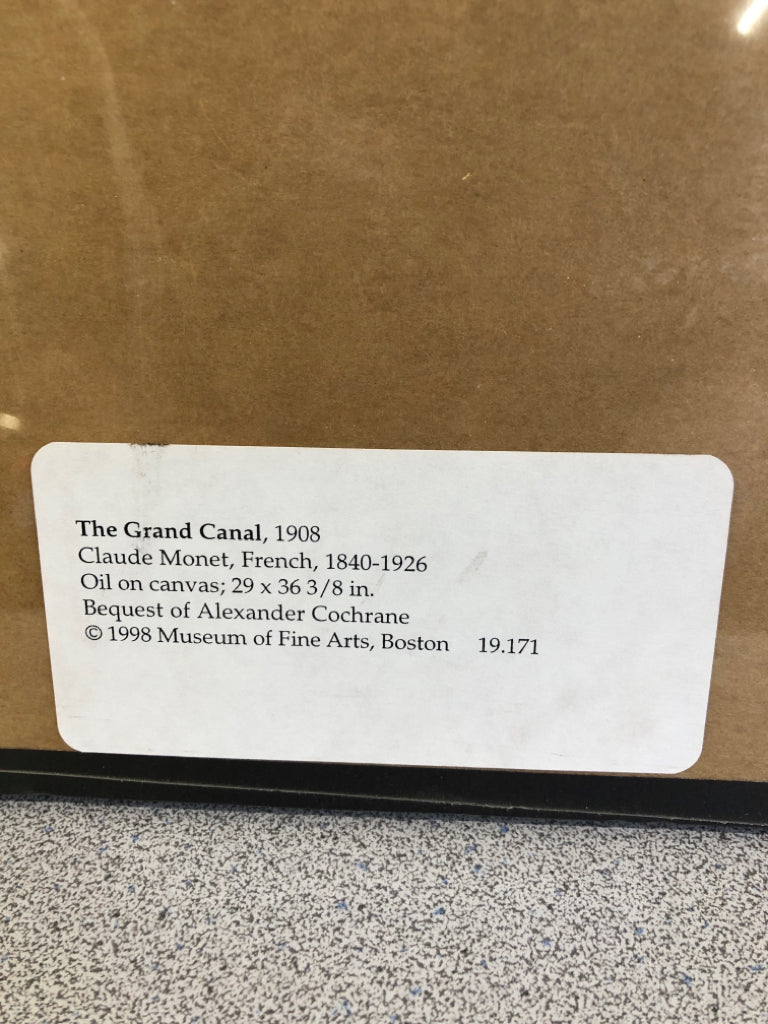 The Grand Canal, 1908
Claude Monet, French, 1840-1926
Oil on canvas; 29 x 36 3/8 in.
Bequest of Alexander Cochrane
© 1998 Museum of Fine Arts, Boston 19.171